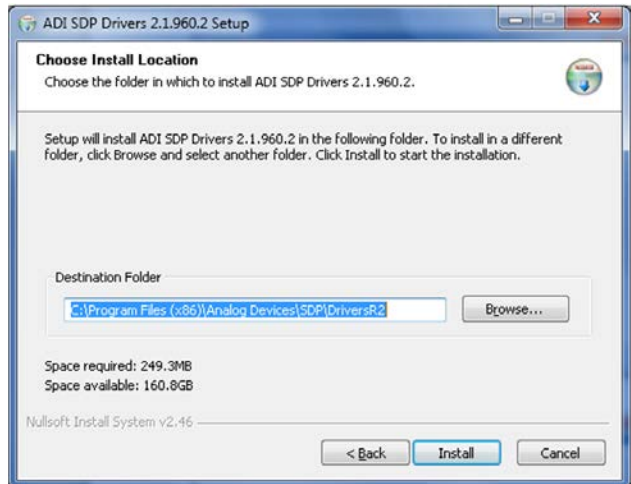 ADI SDP Drivers 2.1.960.2 Setup
Choose Install Location
Choose the folder in which to install ADI SDP Drivers 2.1.960.2.
Setup will install ADI SDP Drivers 2.1.960.2 in the following folder. To install in a different
folder, click Browse and select another folder. Click Install to start the installation.
Destination Folder
C:\Program Files (x86)\Analog Devices\SDP\DriversR2
Browse...
Space required: 249.3MB
Space available: 160.8GB
Nullsoft Install System v2.46
< Back
Install
Cancel